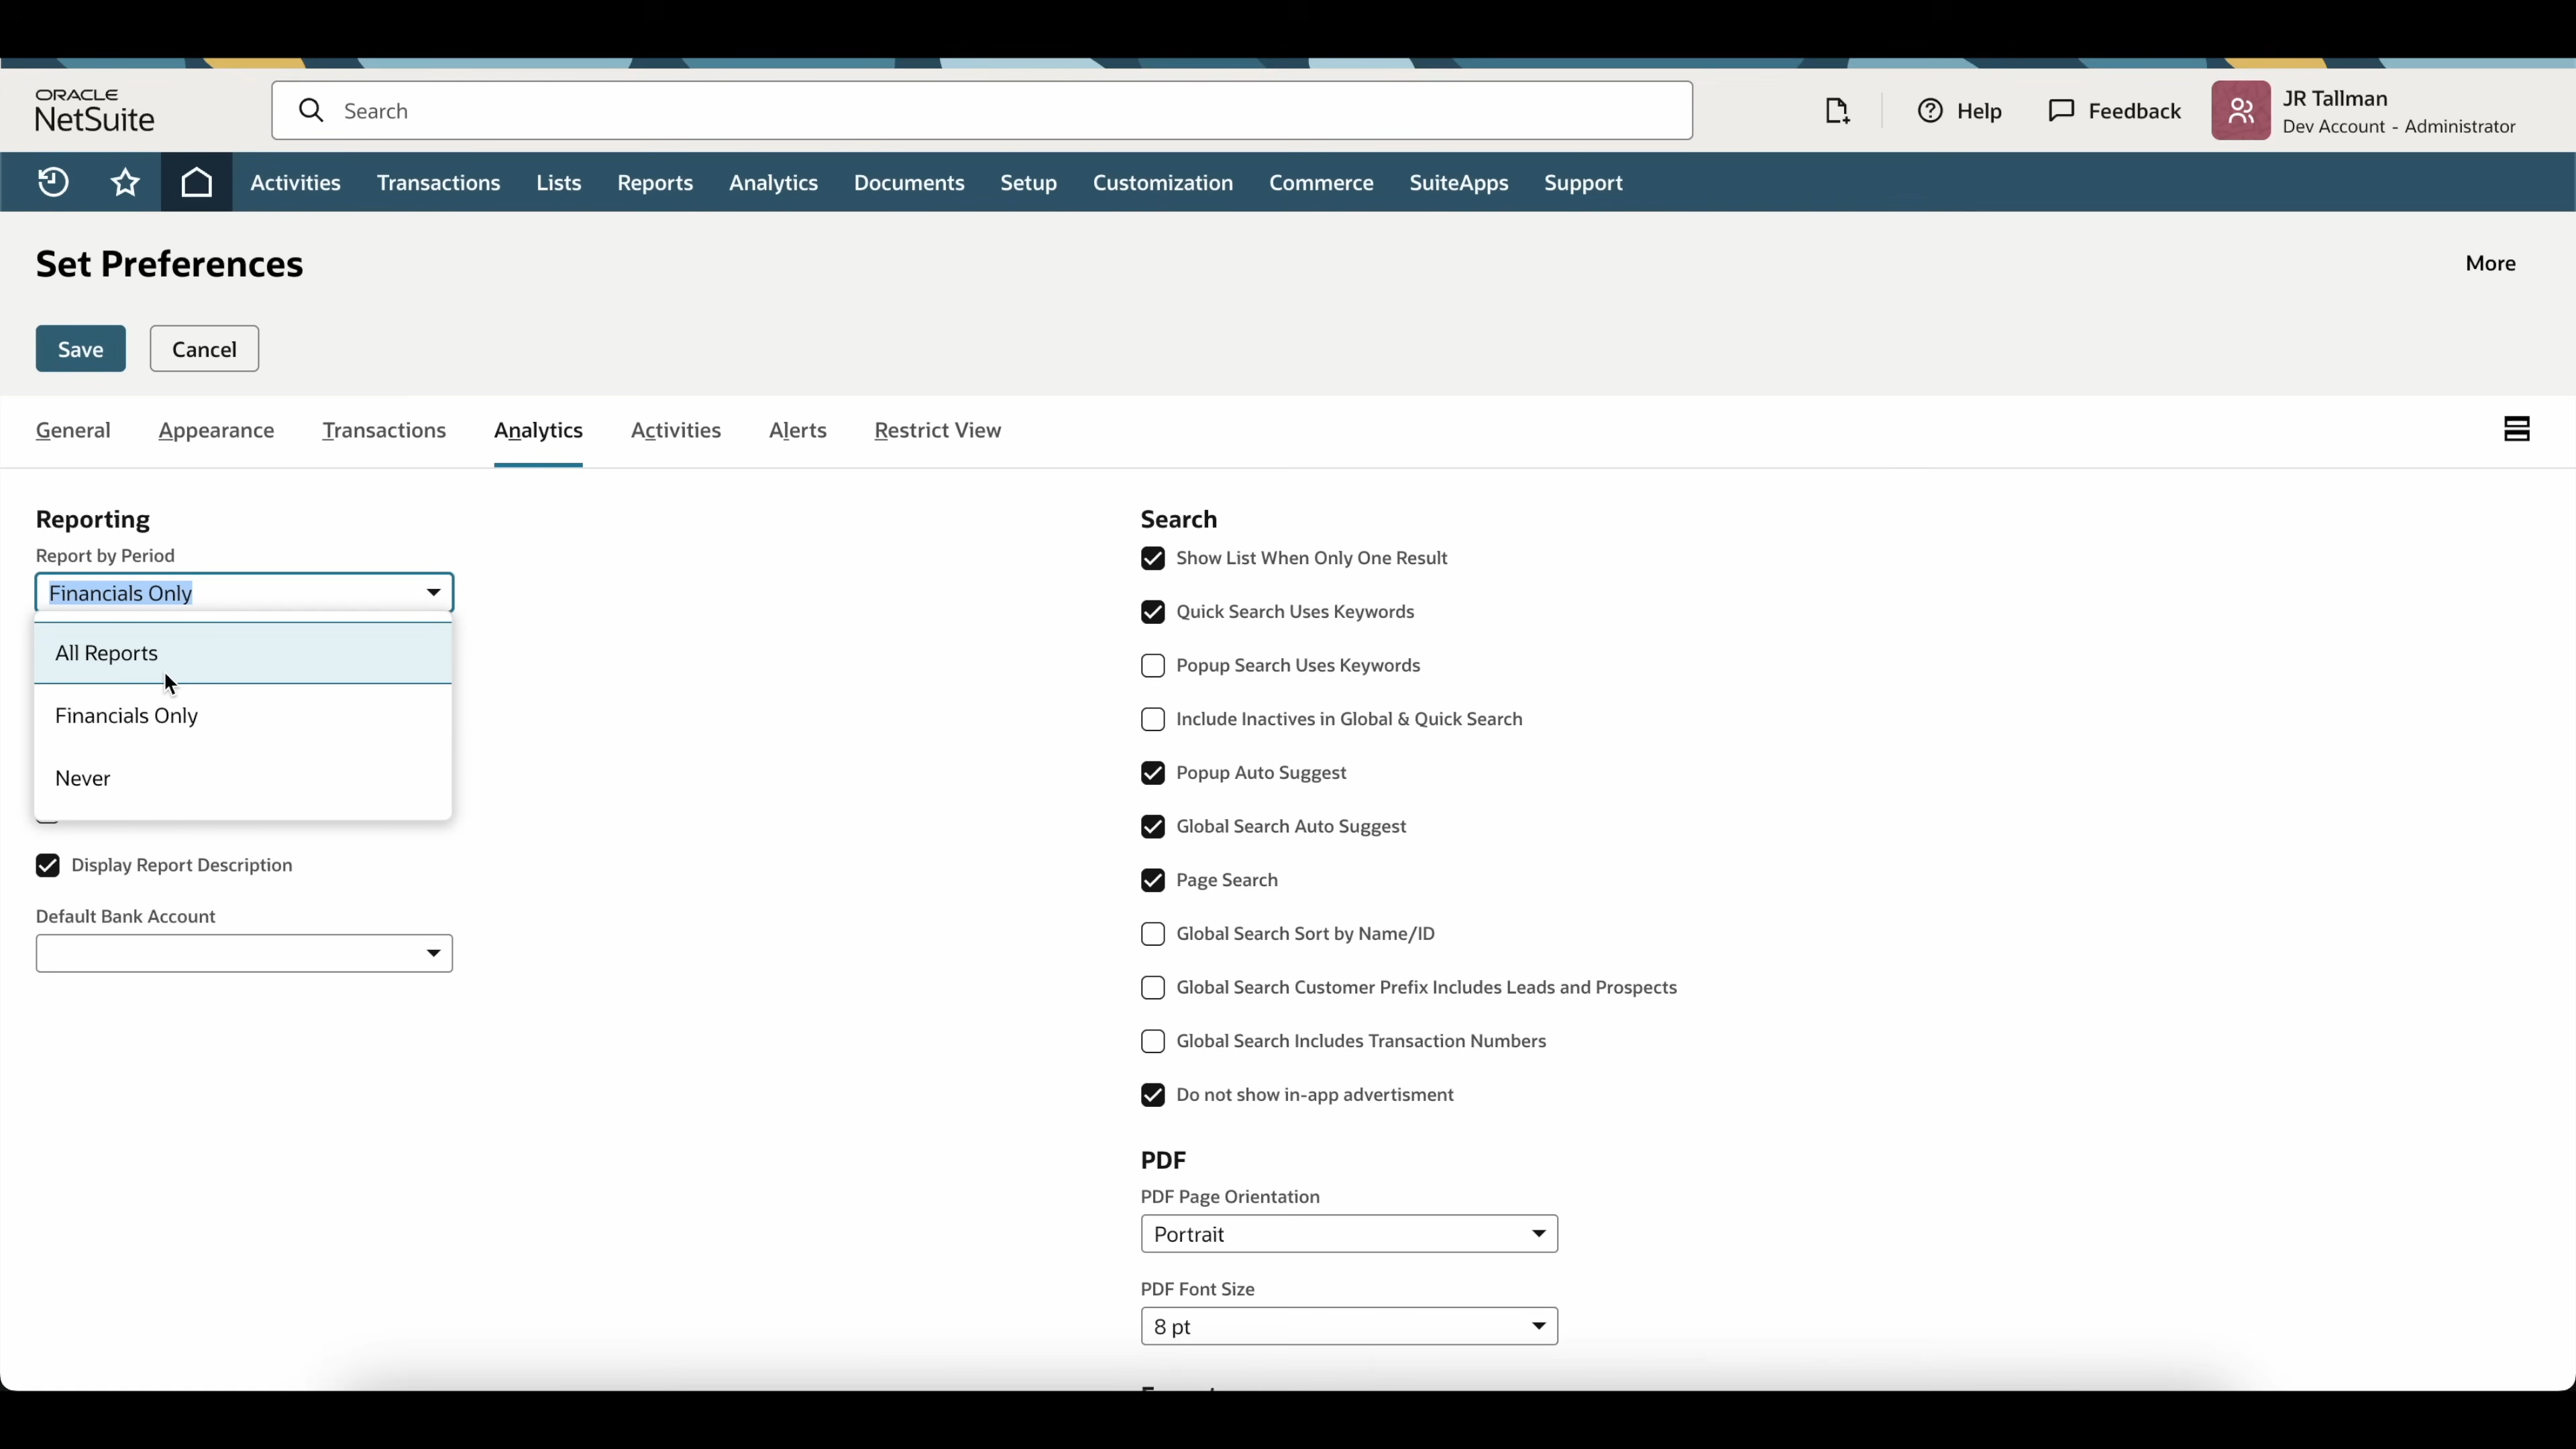 ORACLE
NetSuite
Search
Help
Feedback
JR Tallman
Dev Account - Administrator
Activities
Transactions
Lists
Reports
Analytics
Documents
Setup
Customization
Commerce
SuiteApps
Support
Set Preferences
More
Save
Cancel
General
Appearance
Transactions
Analytics
Activities
Alerts
Restrict View
Reporting
Report by Period
Financials Only
All Reports
Financials Only
Never
Display Report Description
Default Bank Account
Search
Show List When Only One Result
Quick Search Uses Keywords
Popup Search Uses Keywords
Include Inactives in Global & Quick Search
Popup Auto Suggest
Global Search Auto Suggest
Page Search
Global Search Sort by Name/ID
Global Search Customer Prefix Includes Leads and Prospects
Global Search Includes Transaction Numbers
Do not show in-app advertisment
PDF
PDF Page Orientation
Portrait
PDF Font Size
8 pt